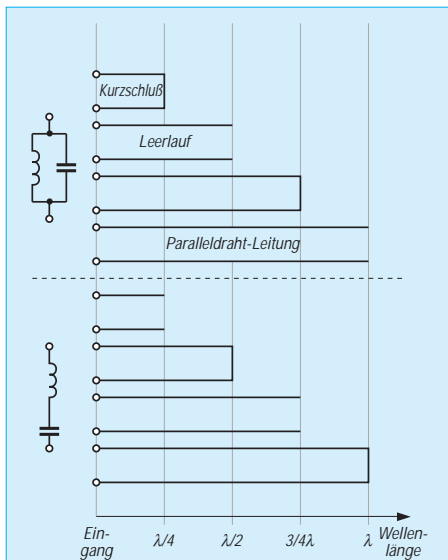 Kurzschluß
Leerlauf
Paralleldraht-Leitung
Ein-
gang
λ/4
λ/2
3/4λ
λ
Wellen-
länge